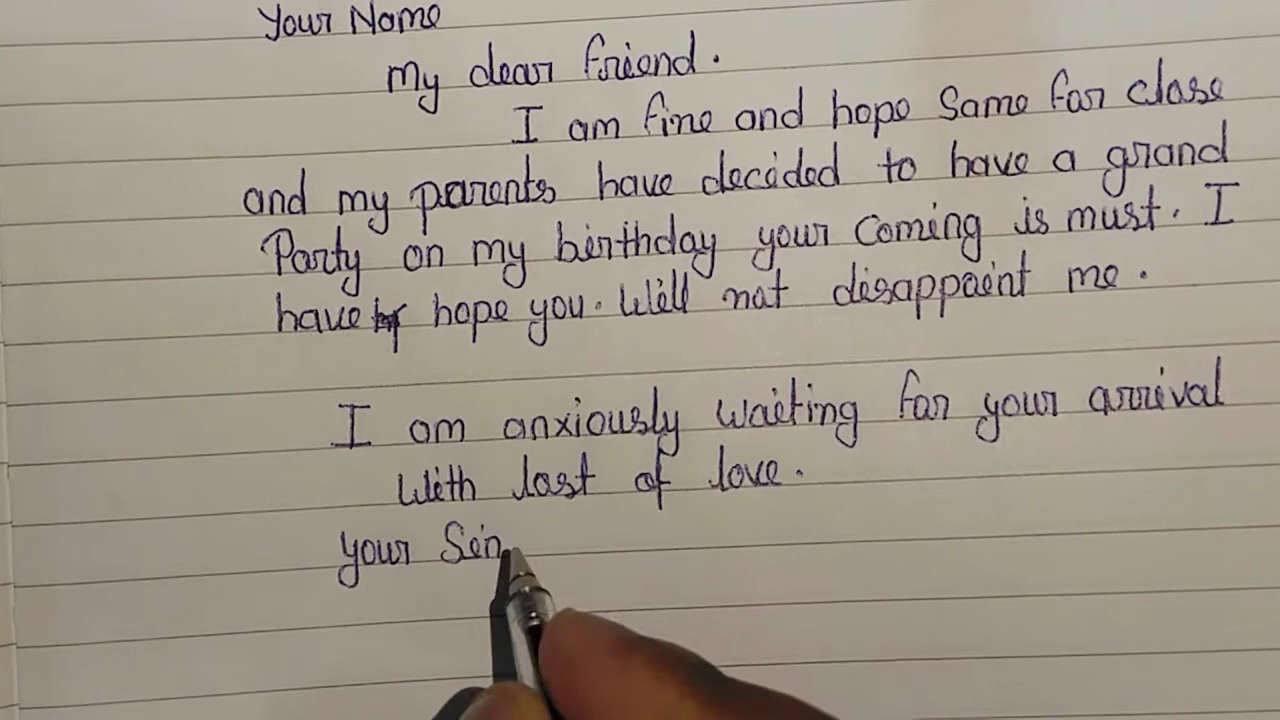 Your Name
my dear friend.
I am fine and hope Same for close
and my parents have decided to have a grand
Party on my birthday your Coming is must. I
have hope you. Will not disappoint me.
I am anxiously waiting for your arrival
With last of love.
your Sin